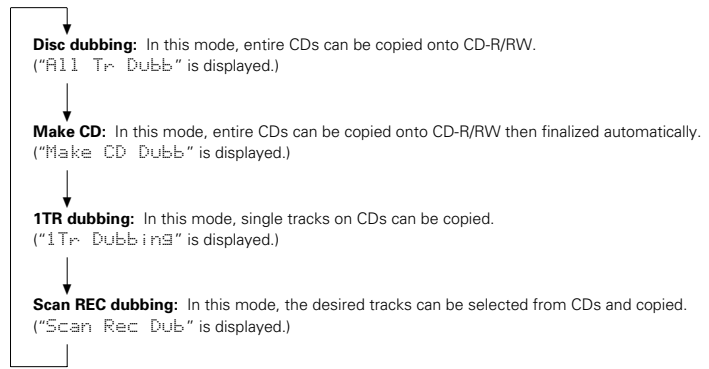 Disc dubbing: In this mode, entire CDs can be copied onto CD-R/RW.
("All Tr Dubb" is displayed.)
Make CD: In this mode, entire CDs can be copied onto CD-R/RW then finalized automatically.
("Make CD Dubb" is displayed.)
1TR dubbing: In this mode, single tracks on CDs can be copied.
("1Tr Dubbing" is displayed.)
Scan REC dubbing: In this mode, the desired tracks can be selected from CDs and copied.
("Scan Rec Dub" is displayed.)